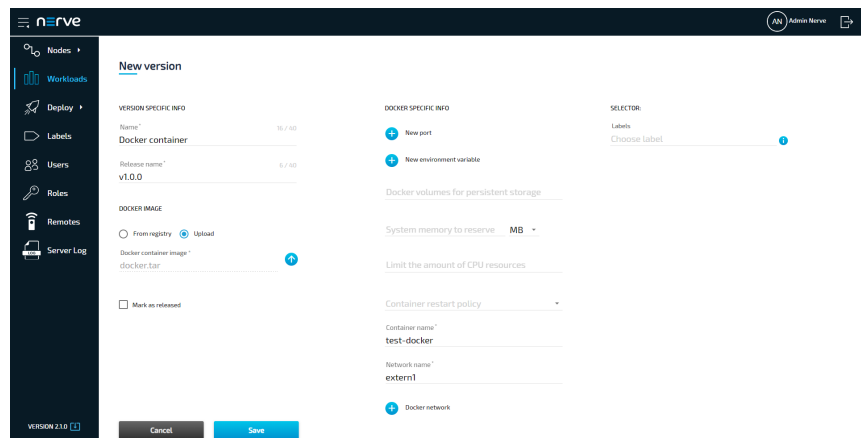 nerve
AN Admin Nerve
Nodes
Workloads
Deploy
Labels
Users
Roles
Remotes
LOG
Server Log
VERSION 2.1.0
New version
VERSION SPECIFIC INFO
Name*
16 / 40
Docker container
Release name*
6 / 40
v1.0.0
DOCKER IMAGE
From registry
Upload
Docker container image *
docker.tar
Mark as released
Cancel
Save
DOCKER SPECIFIC INFO
New port
New environment variable
Docker volumes for persistent storage
System memory to reserve
MB
Limit the amount of CPU resources
Container restart policy
Container name*
test-docker
Network name*
extern1
Docker network
SELECTOR:
Labels
Choose label